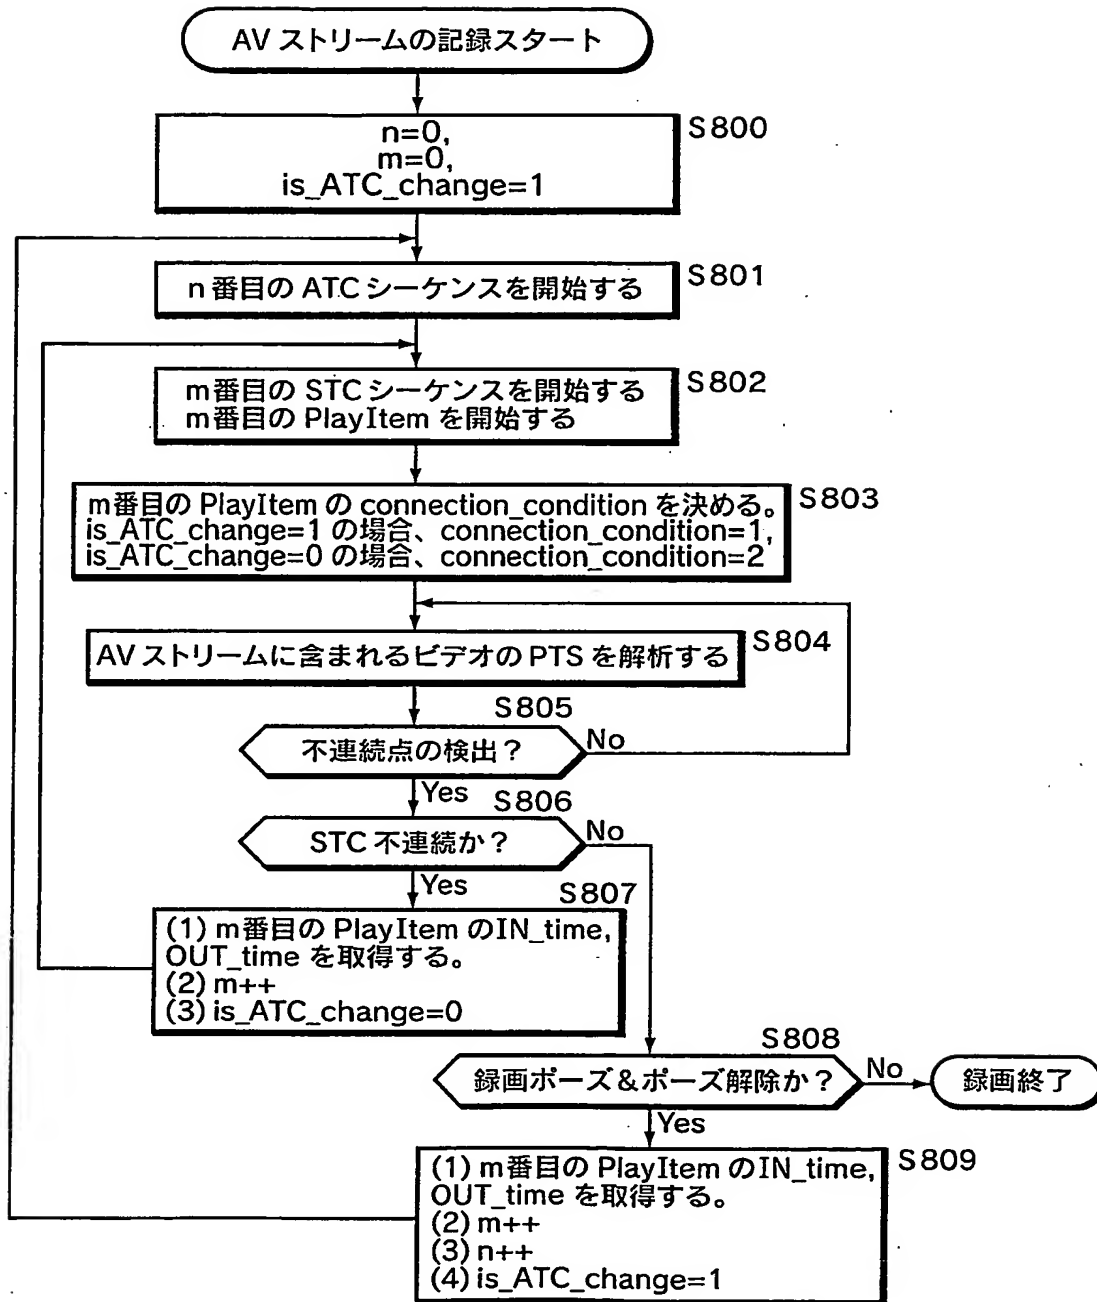 AV ストリームの記録スタート
S800
n=0,
m=0,
is_ATC_change=1
S801
n番目の ATC シーケンスを開始する
S802
m番目の STC シーケンスを開始する
m番目の PlayItem を開始する
S803
m番目の PlayItem の connection_condition を決める。
is_ATC_change=1 の場合、connection_condition=1,
is_ATC_change=0 の場合、connection_condition=2
S804
AV ストリームに含まれるビデオの PTS を解析する
S805
不連続点の検出？
No
Yes
S806
STC 不連続か？
No
Yes
S807
(1) m番目の PlayItem のIN_time,
OUT_time を取得する。
(2) m++
(3) is_ATC_change=0
S808
録画ポーズ＆ポーズ解除か？
No
録画終了
Yes
S809
(1) m番目の PlayItem のIN_time,
OUT_time を取得する。
(2) m++
(3) n++
(4) is_ATC_change=1